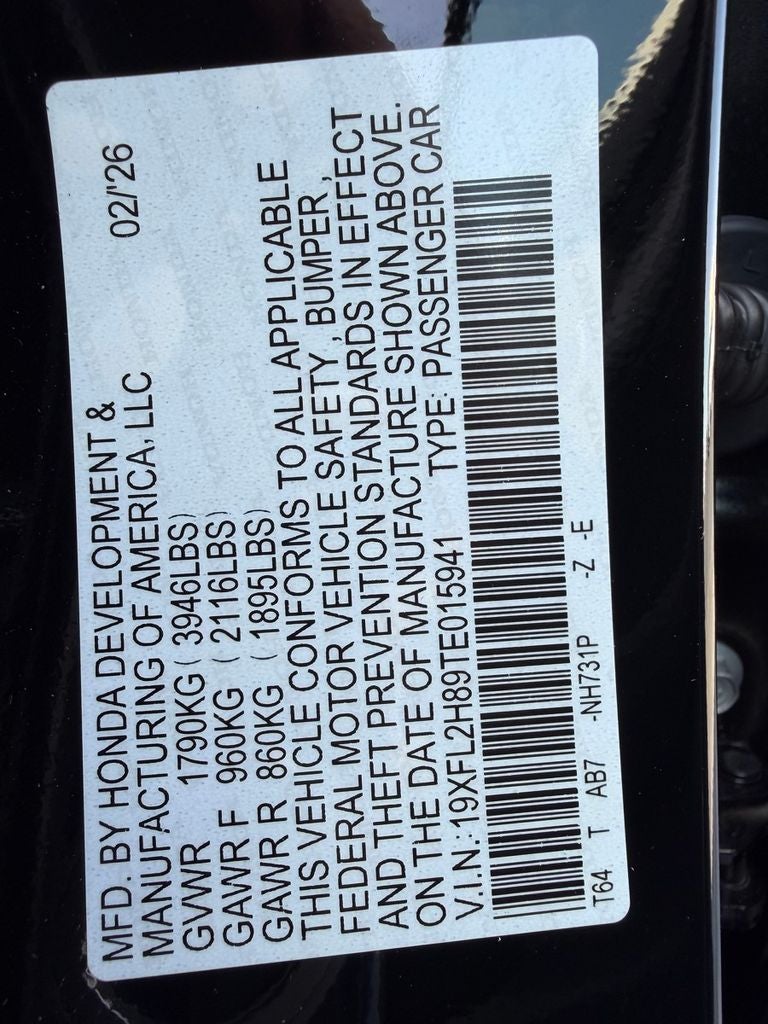 MFD. BY HONDA DEVELOPMENT &
MANUFACTURING OF AMERICA, LLC 02/'26
GVWR 1790KG ( 3946LBS)
GAWR F 960KG ( 2116LBS)
GAWR R 860KG ( 1895LBS)
THIS VEHICLE CONFORMS TO ALL APPLICABLE
FEDERAL MOTOR VEHICLE SAFETY , BUMPER ,
AND THEFT PREVENTION STANDARDS IN EFFECT
ON THE DATE OF MANUFACTURE SHOWN ABOVE.
V.I.N.: 19XFL2H89TE015941 TYPE: PASSENGER CAR
T64 T AB7 -NH731P -Z -E